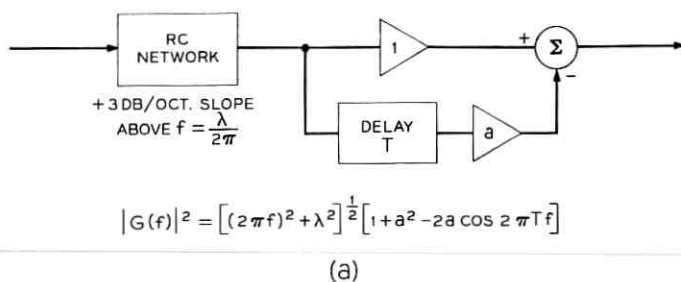 RC
NETWORK
1
+
Σ
−
+3 DB/OCT. SLOPE
ABOVE f = λ/2π
DELAY
T
a
|G(f)|² = [(2πf)² + λ²]^½ [1 + a² − 2a COS 2πTf]
(a)